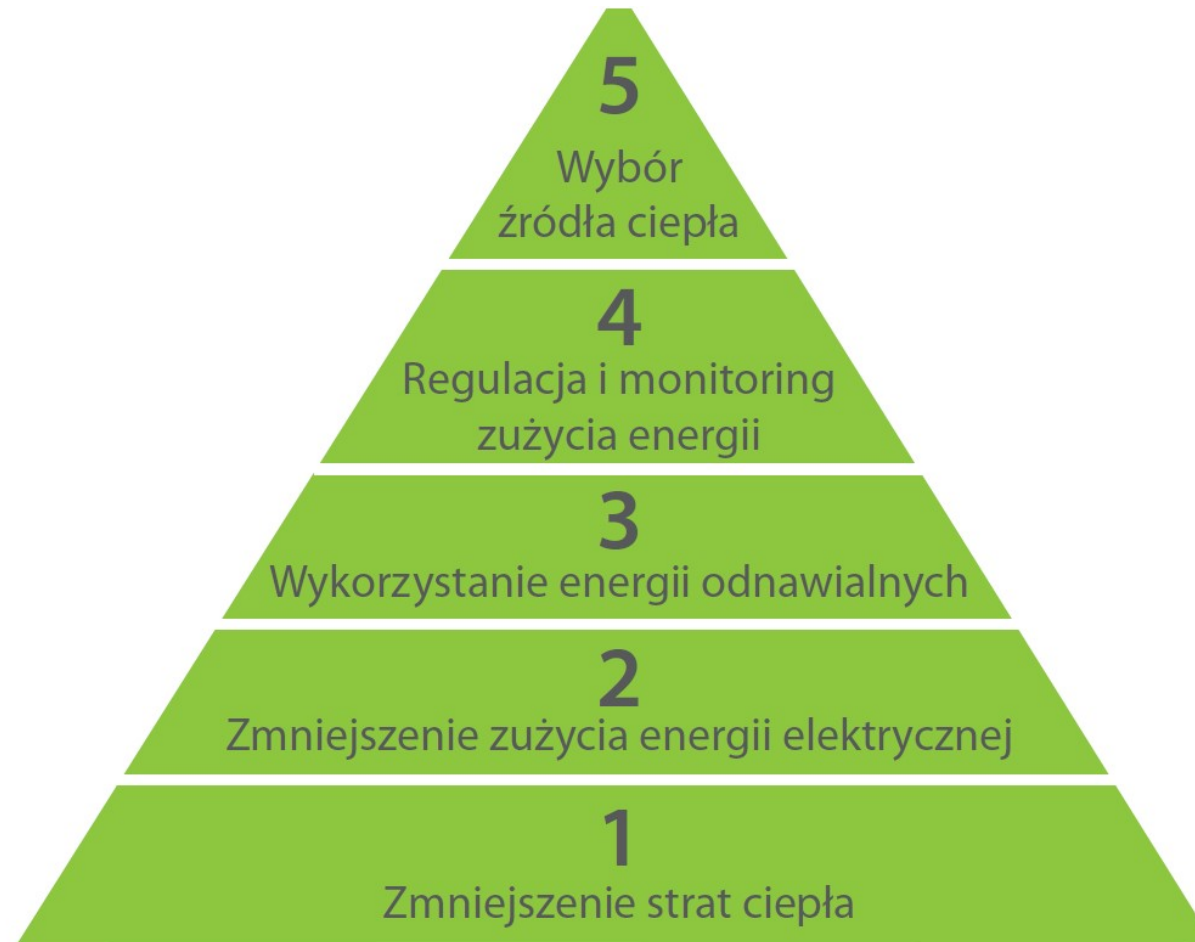 5
Wybór
źródła ciepła
4
Regulacja i monitoring
zużycia energii
3
Wykorzystanie energii odnawialnych
2
Zmniejszenie zużycia energii elektrycznej
1
Zmniejszenie strat ciepła